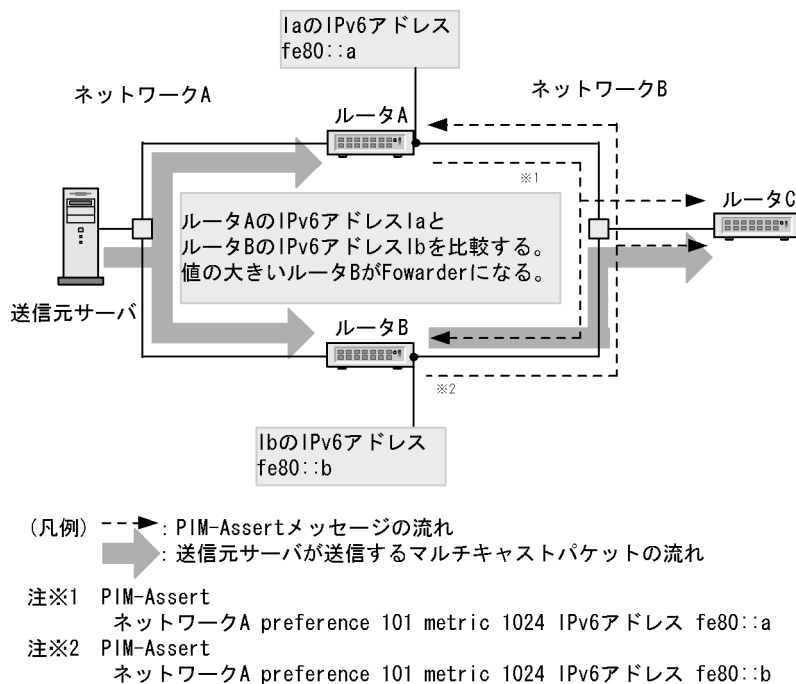 IaのIPv6アドレス
fe80::a
ネットワークA
ネットワークB
ルータA
※1
ルータC
ルータAのIPv6アドレスIaと
ルータBのIPv6アドレスIbを比較する。
値の大きいルータBがFowarderになる。
送信元サーバ
ルータB
※2
IbのIPv6アドレス
fe80::b
(凡例)
: PIM-Assertメッセージの流れ
: 送信元サーバが送信するマルチキャストパケットの流れ
注※1 PIM-Assert
ネットワークA preference 101 metric 1024 IPv6アドレス fe80::a
注※2 PIM-Assert
ネットワークA preference 101 metric 1024 IPv6アドレス fe80::b